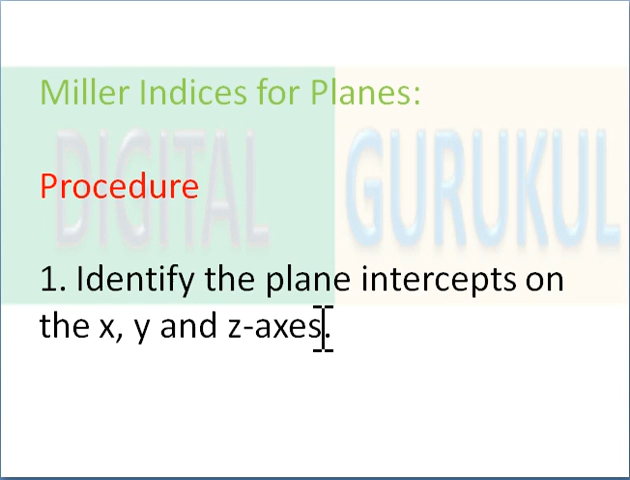 Miller Indices for Planes:
DIGITAL GURUKUL
Procedure
1. Identify the plane intercepts on
the x, y and z-axes.